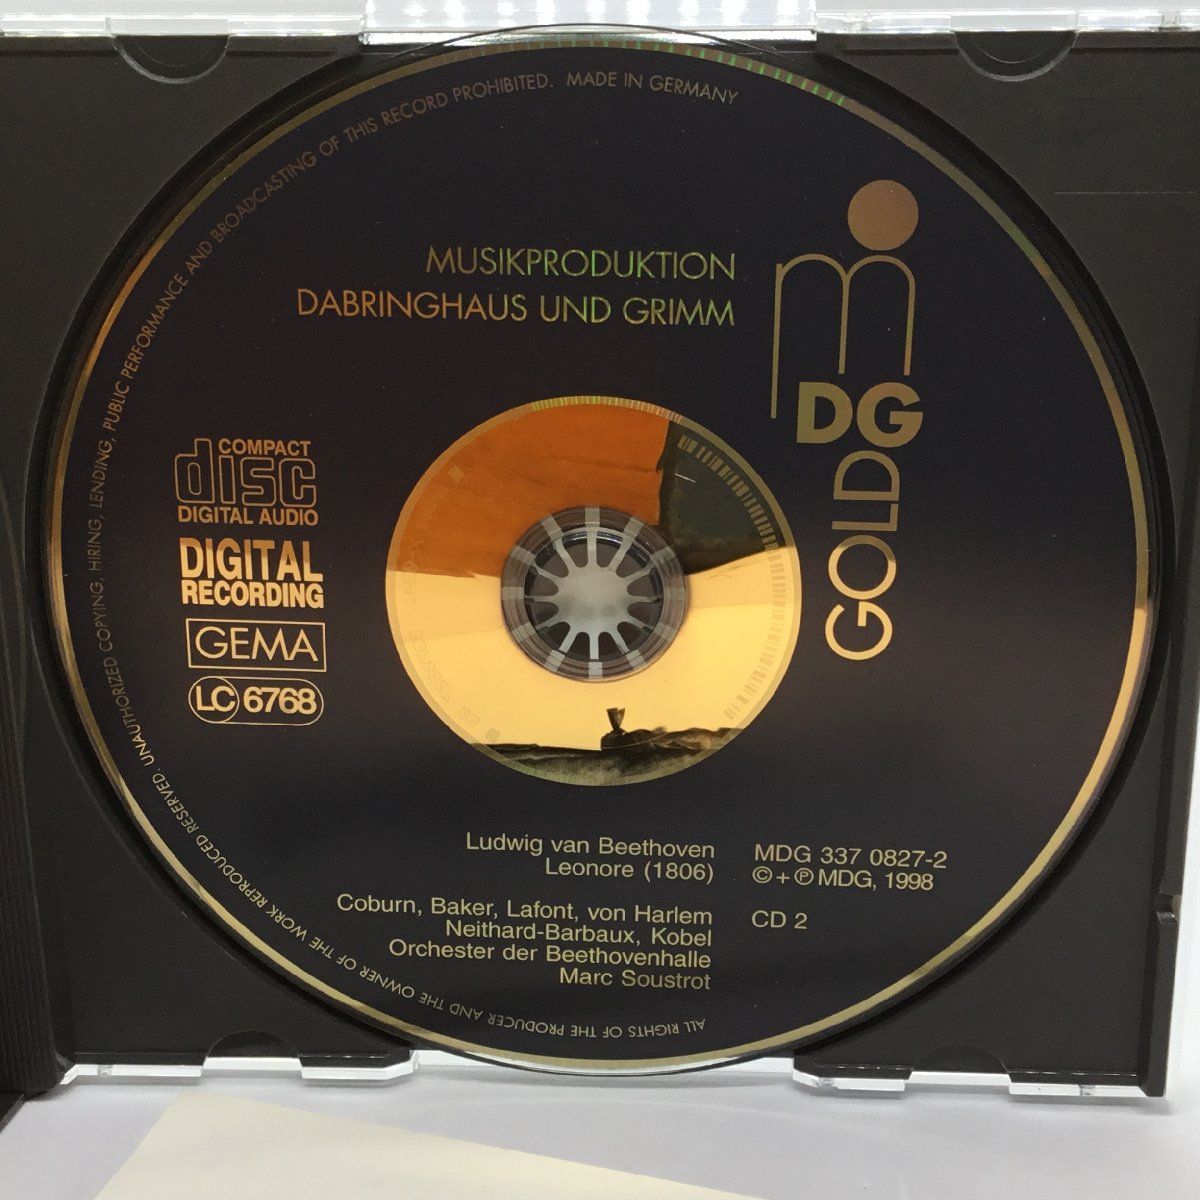 ALL RIGHTS OF THE PRODUCER AND THE OWNER OF THE WORK REPRODUCED RESERVED. UNAUTHORIZED COPYING, HIRING, LENDING, PUBLIC PERFORMANCE AND BROADCASTING OF THIS RECORD PROHIBITED. MADE IN GERMANY
MUSIKPRODUKTION
DABRINGHAUS UND GRIMM
DG
GOLD
COMPACT
disc
DIGITAL AUDIO
DIGITAL
RECORDING
GEMA
LC 6768
Ludwig van Beethoven
Leonore (1806)
Coburn, Baker, Lafont, von Harlem
Neithard-Barbaux, Kobel
Orchester der Beethovenhalle
Marc Soustrot
MDG 337 0827-2
©+℗ MDG, 1998
CD 2